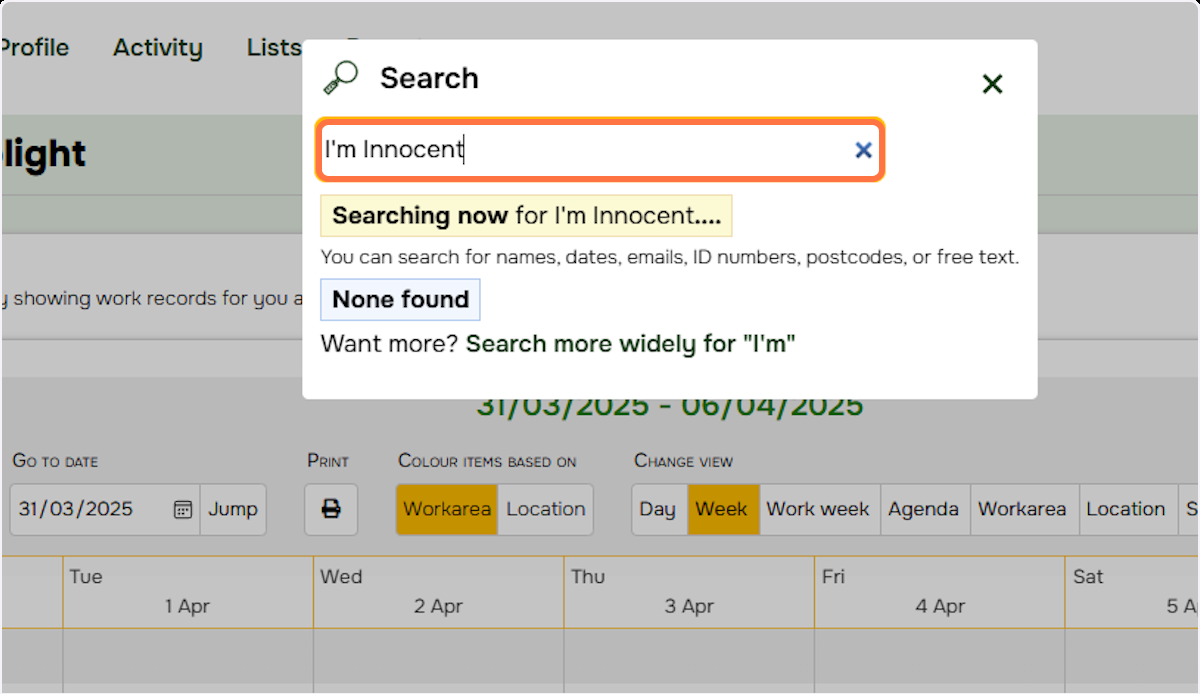 Profile Activity Lists
Search
light
I'm Innocent
Searching now for I'm Innocent....
You can search for names, dates, emails, ID numbers, postcodes, or free text.
y showing work records for you a
None found
Want more? Search more widely for "I'm"
31/03/2025 - 06/04/2025
Go to date Print Colour items based on Change view
31/03/2025 Jump Workarea Location Day Week Work week Agenda Workarea Location S
Tue Wed Thu Fri Sat
1 Apr 2 Apr 3 Apr 4 Apr 5 A